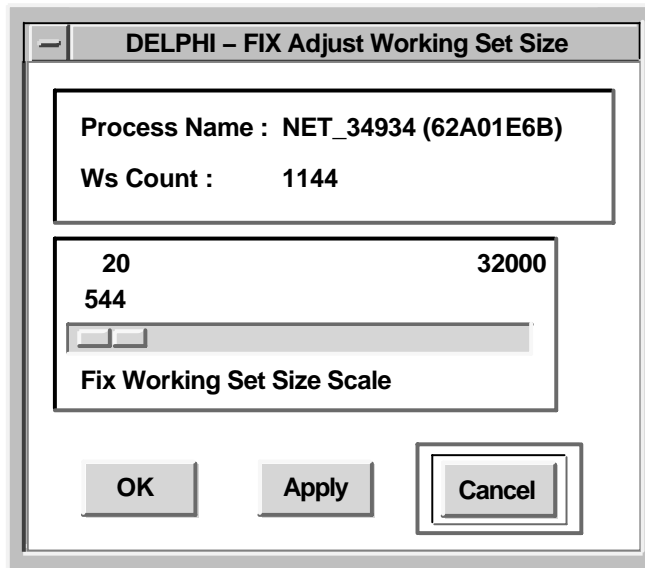 DELPHI – FIX Adjust Working Set Size
Process Name : NET_34934 (62A01E6B)
Ws Count : 1144
20 32000
544
Fix Working Set Size Scale
OK Apply Cancel